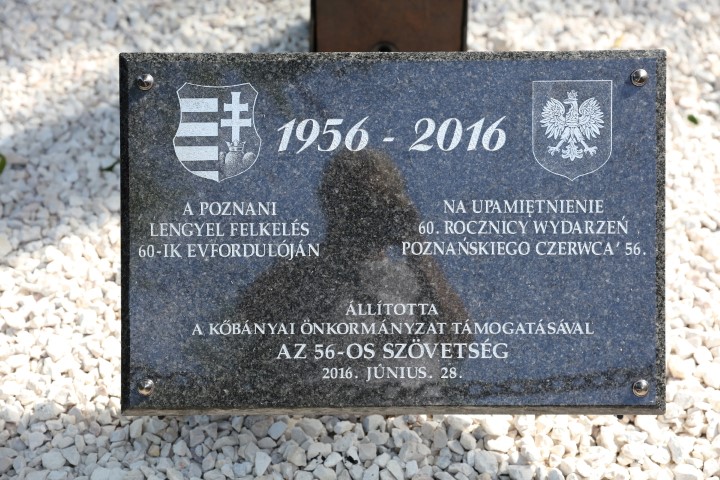 1956 - 2016
A POZNANI
LENGYEL FELKELÉS
60-IK EVFORDULÓJÁN
NA UPAMIĘTNIENIE
60. ROCZNICY WYDARZEŃ
POZNAŃSKIEGO CZERWCA' 56.
ÁLLÍTOTTA
A KŐBÁNYAI ÖNKORMÁNYZAT TÁMOGATÁSÁVAL
AZ 56-OS SZÖVETSÉG
2016. JÚNIUS. 28.